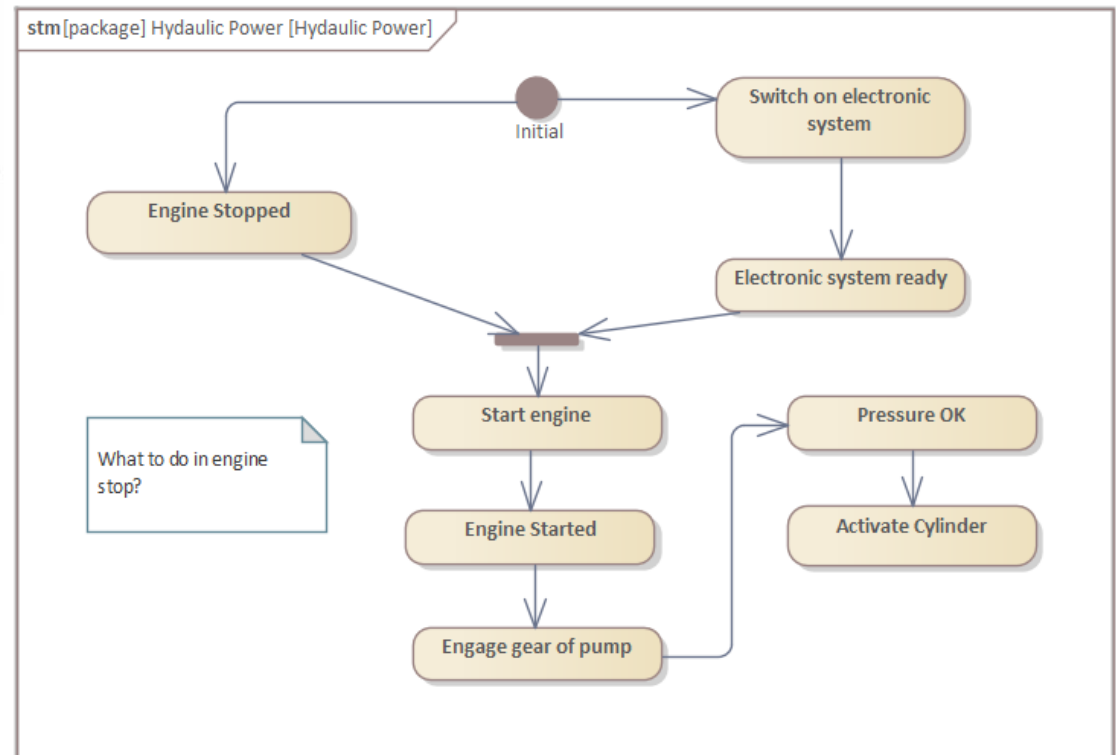 stm [package] Hydaulic Power [Hydaulic Power]
Initial
Switch on electronic
system
Engine Stopped
Electronic system ready
Start engine
Pressure OK
What to do in engine
stop?
Engine Started
Activate Cylinder
Engage gear of pump